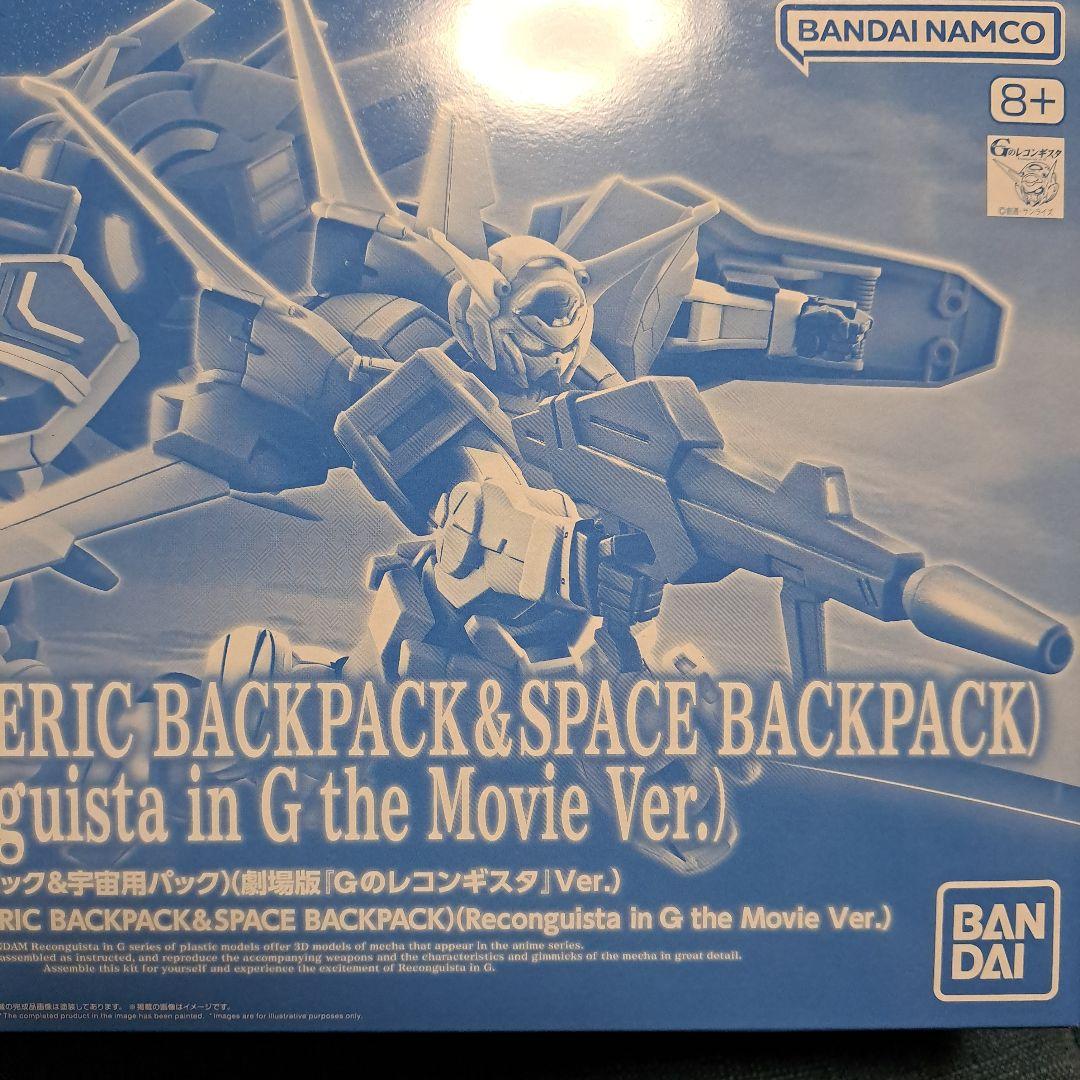 BANDAI NAMCO
8+
Gのレコンギスタ
©創通・サンライズ
ERIC BACKPACK&SPACE BACKPACK)
guista in G the Movie Ver.)
ック&宇宙用パック)(劇場版『Gのレコンギスタ』Ver.)
RIC BACKPACK&SPACE BACKPACK)(Reconguista in G the Movie Ver.)
NDAM Reconguista in G series of plastic models offer 3D models of mecha that appear in the anime series.
assembled as instructed, and reproduce the accompanying weapons and the characteristics and gimmicks of the mecha in great detail.
Assemble this kit for yourself and experience the excitement of Reconguista in G.
載の完成品画像は塗装してあります。 ※掲載の画像はイメージです。
*The completed product in the image has been painted. *Images are for illustrative purposes only.
BAN
DAI